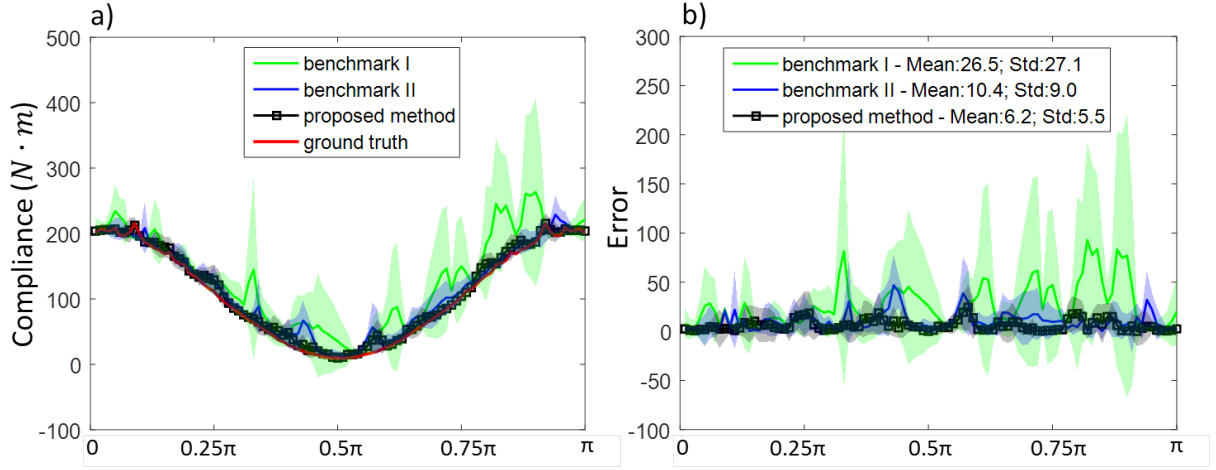 a)
Compliance (N · m)
500
400
300
200
100
0
-100
benchmark I
benchmark II
proposed method
ground truth
0 0.25π 0.5π 0.75π π
b)
Error
300
250
200
150
100
50
0
-50
-100
benchmark I - Mean:26.5; Std:27.1
benchmark II - Mean:10.4; Std:9.0
proposed method - Mean:6.2; Std:5.5
0 0.25π 0.5π 0.75π π